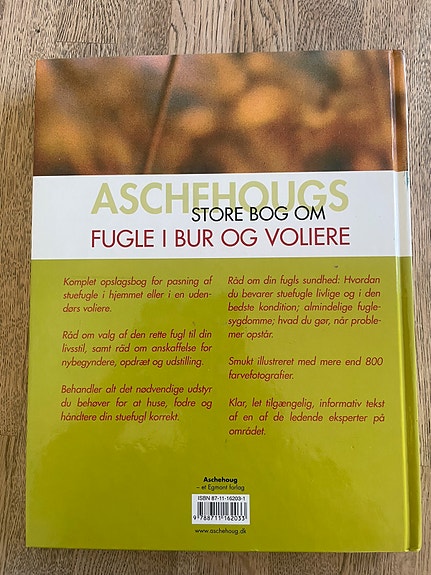 ASCHEHOUGS
STORE BOG OM
FUGLE I BUR OG VOLIERE
Komplet opslagsbog for pasning af
stuefugle i hjemmet eller i en uden-
dørs voliere.
Råd om valg af den rette fugl til din
livsstil, samt råd om anskaffelse for
nybegyndere, opdræt og udstilling.
Behandler alt det nødvendige udstyr
du behøver for at huse, fodre og
håndtere din stuefugl korrekt.
Råd om din fugls sundhed: Hvordan
du bevarer stuefugle livlige og i den
bedste kondition; almindelige fugle-
sygdomme; hvad du gør, når proble-
mer opstår.
Smukt illustreret med mere end 800
farvefotografier.
Klar, let tilgængelig, informativ tekst
af en af de ledende eksperter på
området.
Aschehoug
– et Egmont forlag
ISBN 87-11-16203-1
9 788711 162033
www.aschehoug.dk